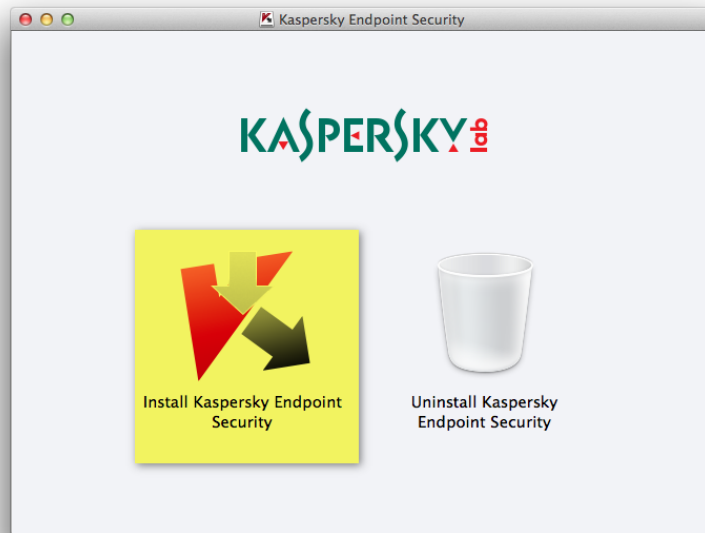 Kaspersky Endpoint Security
KASPERSKY lab
Install Kaspersky Endpoint
Security
Uninstall Kaspersky
Endpoint Security